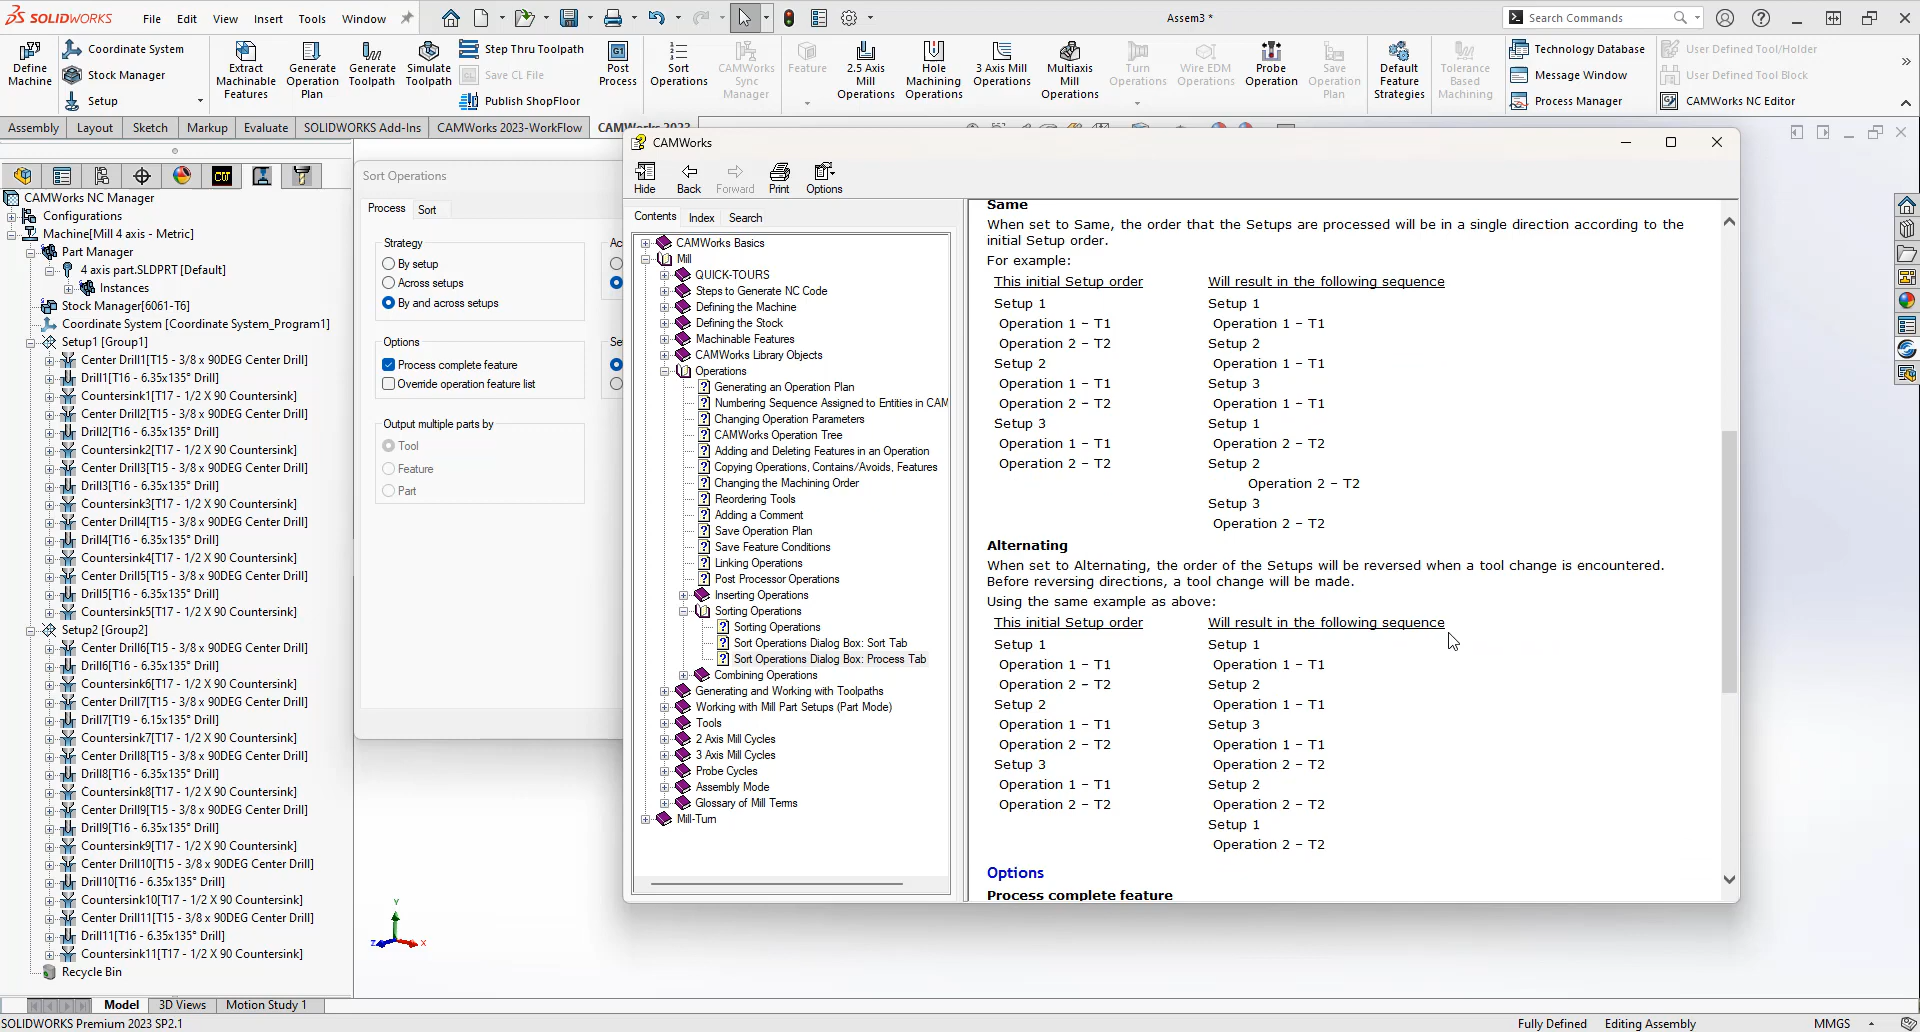 SOLIDWORKS
File Edit View Insert Tools Window
Assem3 *
Search Commands
Define Machine
Coordinate System
Stock Manager
Setup
Extract Machinable Features
Generate Operation Plan
Generate Toolpath
Simulate Toolpath
Step Thru Toolpath
Save CL File
Publish ShopFloor
Post Process
Sort Operations
CAMWorks Sync Manager
Feature
2.5 Axis Mill Operations
Hole Machining Operations
3 Axis Mill Operations
Multiaxis Mill Operations
Turn Operations
Wire EDM Operations
Probe Operation
Save Operation Plan
Default Feature Strategies
Tolerance Based Machining
Technology Database
Message Window
Process Manager
User Defined Tool/Holder
User Defined Tool Block
CAMWorks NC Editor
Assembly Layout Sketch Markup Evaluate SOLIDWORKS Add-Ins CAMWorks 2023-WorkFlow CAMWorks 2023
CAMWorks NC Manager
Configurations
Machine[Mill 4 axis - Metric]
Part Manager
4 axis part.SLDPRT [Default]
Instances
Stock Manager[6061-T6]
Coordinate System [Coordinate System_Program1]
Setup1 [Group1]
Center Drill1[T15 - 3/8 x 90DEG Center Drill]
Drill1[T16 - 6.35x135° Drill]
Countersink1[T17 - 1/2 X 90 Countersink]
Center Drill2[T15 - 3/8 x 90DEG Center Drill]
Drill2[T16 - 6.35x135° Drill]
Countersink2[T17 - 1/2 X 90 Countersink]
Center Drill3[T15 - 3/8 x 90DEG Center Drill]
Drill3[T16 - 6.35x135° Drill]
Countersink3[T17 - 1/2 X 90 Countersink]
Center Drill4[T15 - 3/8 x 90DEG Center Drill]
Drill4[T16 - 6.35x135° Drill]
Countersink4[T17 - 1/2 X 90 Countersink]
Center Drill5[T15 - 3/8 x 90DEG Center Drill]
Drill5[T16 - 6.35x135° Drill]
Countersink5[T17 - 1/2 X 90 Countersink]
Setup2 [Group2]
Center Drill6[T15 - 3/8 x 90DEG Center Drill]
Drill6[T16 - 6.35x135° Drill]
Countersink6[T17 - 1/2 X 90 Countersink]
Center Drill7[T15 - 3/8 x 90DEG Center Drill]
Drill7[T19 - 6.15x135° Drill]
Countersink7[T17 - 1/2 X 90 Countersink]
Center Drill8[T15 - 3/8 x 90DEG Center Drill]
Drill8[T16 - 6.35x135° Drill]
Countersink8[T17 - 1/2 X 90 Countersink]
Center Drill9[T15 - 3/8 x 90DEG Center Drill]
Drill9[T16 - 6.35x135° Drill]
Countersink9[T17 - 1/2 X 90 Countersink]
Center Drill10[T15 - 3/8 x 90DEG Center Drill]
Drill10[T16 - 6.35x135° Drill]
Countersink10[T17 - 1/2 X 90 Countersink]
Center Drill11[T15 - 3/8 x 90DEG Center Drill]
Drill11[T16 - 6.35x135° Drill]
Countersink11[T17 - 1/2 X 90 Countersink]
Recycle Bin
Sort Operations
Process Sort
Strategy
By setup
Across setups
By and across setups
Options
Process complete feature
Override operation feature list
Output multiple parts by
Tool
Feature
Part
Ac
Se
Y
Z X
CAMWorks
Hide Back Forward Print Options
Contents Index Search
CAMWorks Basics
Mill
QUICK-TOURS
Steps to Generate NC Code
Defining the Machine
Defining the Stock
Machinable Features
CAMWorks Library Objects
Operations
Generating an Operation Plan
Numbering Sequence Assigned to Entities in CAM
Changing Operation Parameters
CAMWorks Operation Tree
Adding and Deleting Features in an Operation
Copying Operations, Contains/Avoids, Features
Changing the Machining Order
Reordering Tools
Adding a Comment
Save Operation Plan
Save Feature Conditions
Linking Operations
Post Processor Operations
Inserting Operations
Sorting Operations
Sorting Operations
Sort Operations Dialog Box: Sort Tab
Sort Operations Dialog Box: Process Tab
Combining Operations
Generating and Working with Toolpaths
Working with Mill Part Setups (Part Mode)
Tools
2 Axis Mill Cycles
3 Axis Mill Cycles
Probe Cycles
Assembly Mode
Glossary of Mill Terms
Mill-Turn
Same
When set to Same, the order that the Setups are processed will be in a single direction according to the
initial Setup order.
For example:
This initial Setup order Will result in the following sequence
Setup 1 Setup 1
Operation 1 – T1 Operation 1 – T1
Operation 2 – T2 Setup 2
Setup 2 Operation 1 – T1
Operation 1 – T1 Setup 3
Operation 2 – T2 Operation 1 – T1
Setup 3 Setup 1
Operation 1 – T1 Operation 2 – T2
Operation 2 – T2 Setup 2
Operation 2 – T2
Setup 3
Operation 2 – T2
Alternating
When set to Alternating, the order of the Setups will be reversed when a tool change is encountered.
Before reversing directions, a tool change will be made.
Using the same example as above:
This initial Setup order Will result in the following sequence
Setup 1 Setup 1
Operation 1 – T1 Operation 1 – T1
Operation 2 – T2 Setup 2
Setup 2 Operation 1 – T1
Operation 1 – T1 Setup 3
Operation 2 – T2 Operation 1 – T1
Setup 3 Operation 2 – T2
Operation 1 – T1 Setup 2
Operation 2 – T2 Operation 2 – T2
Setup 1
Operation 2 – T2
Options
Process complete feature
Model 3D Views Motion Study 1
SOLIDWORKS Premium 2023 SP2.1
Fully Defined Editing Assembly MMGS